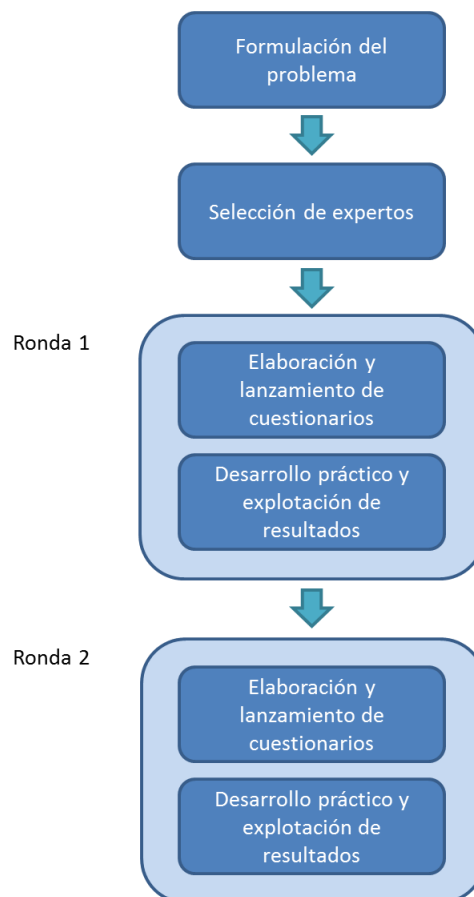 Formulación del
problema
Selección de expertos
Ronda 1
Elaboración y
lanzamiento de
cuestionarios
Desarrollo práctico y
explotación de
resultados
Ronda 2
Elaboración y
lanzamiento de
cuestionarios
Desarrollo práctico y
explotación de
resultados